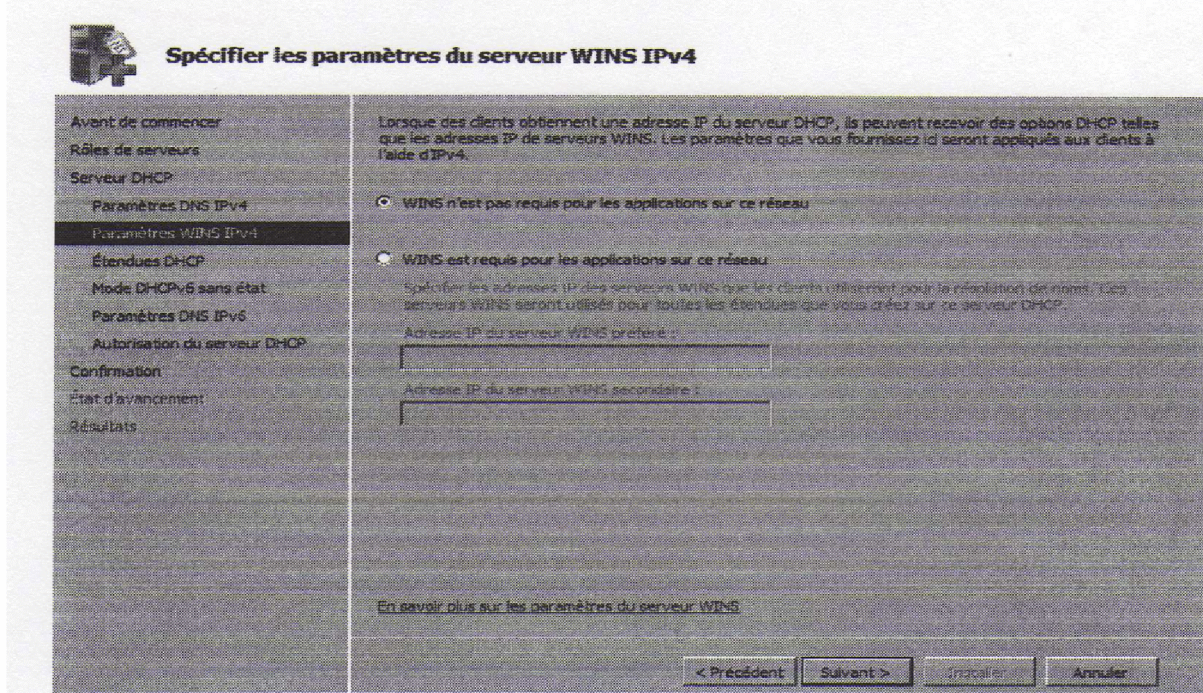 Spécifier les paramètres du serveur WINS IPv4
Avant de commencer
Rôles de serveurs
Serveur DHCP
Paramètres DNS IPv4
Paramètres WINS IPv4
Étendues DHCP
Mode DHCPv6 sans état
Paramètres DNS IPv6
Autorisation du serveur DHCP
Confirmation
État d'avancement
Résultats
Lorsque des clients obtiennent une adresse IP du serveur DHCP, ils peuvent recevoir des options DHCP telles
que les adresses IP de serveurs WINS. Les paramètres que vous fournissez ici seront appliqués aux clients à
l'aide d'IPv4.
WINS n'est pas requis pour les applications sur ce réseau
WINS est requis pour les applications sur ce réseau
Spécifier les adresses IP des serveurs WINS que les clients utiliseront pour la résolution de noms. Ces
serveurs WINS seront utilisés pour toutes les étendues que vous créez sur ce serveur DHCP.
Adresse IP du serveur WINS préféré :
Adresse IP du serveur WINS secondaire :
En savoir plus sur les paramètres du serveur WINS
< Précédent
Suivant >
Installer
Annuler